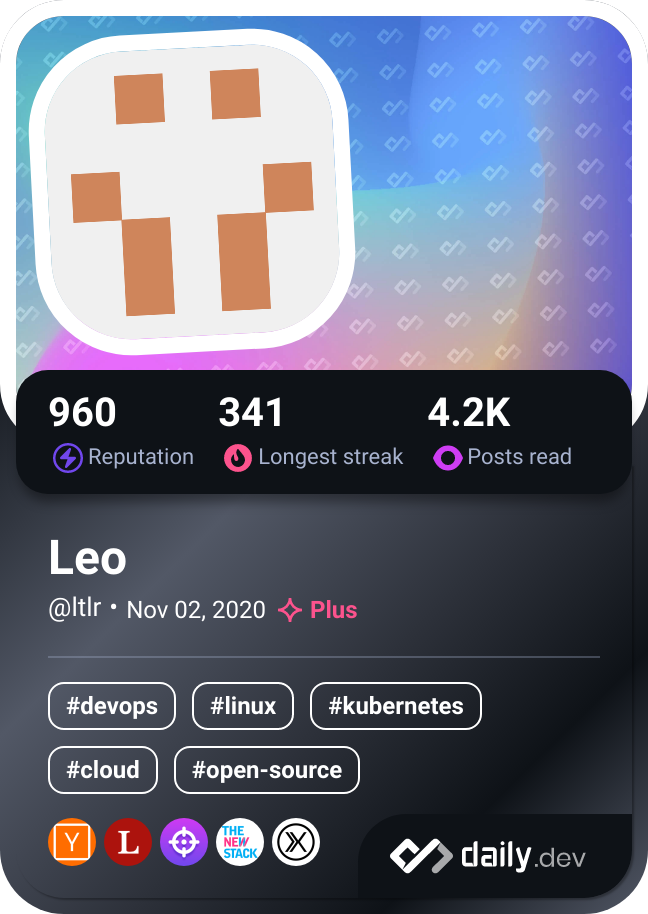 960 341 4.2K
Reputation Longest streak Posts read
Leo
@ltlr • Nov 02, 2020 Plus
#devops #linux #kubernetes
#cloud #open-source
Y L THE NEW STACK
daily.dev